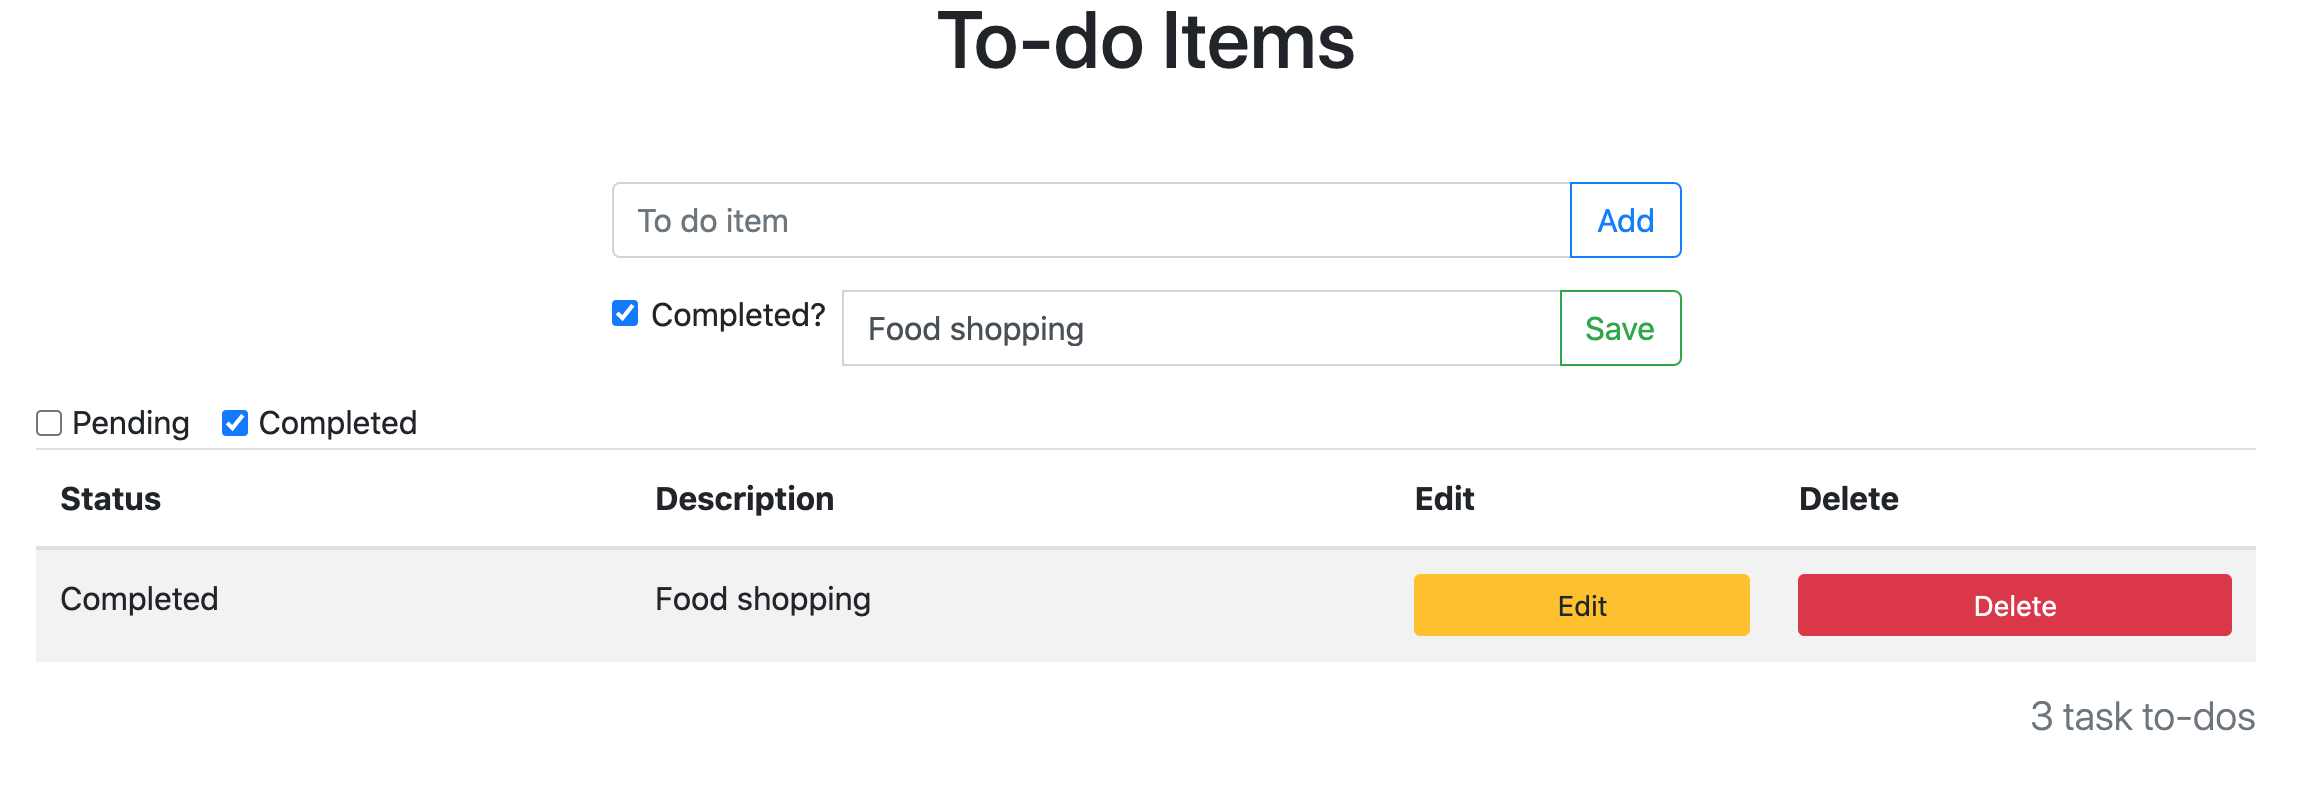 To-do Items
To do item Add
Completed? Food shopping Save
Pending Completed
Status Description Edit Delete
Completed Food shopping Edit Delete
3 task to-dos